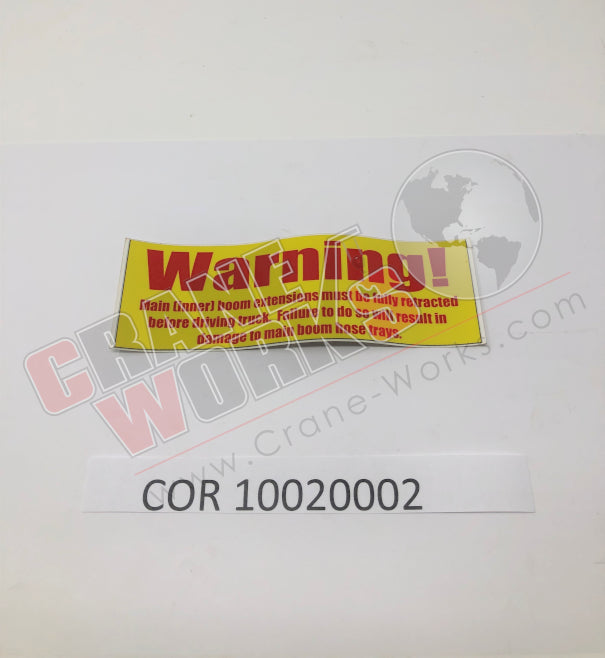 Warning!
Main (inner) boom extensions must be fully retracted
before driving truck. Failure to do so will result in
damage to main boom hose trays.
CRANE
WORKS
www.Crane-Works.com
COR 10020002